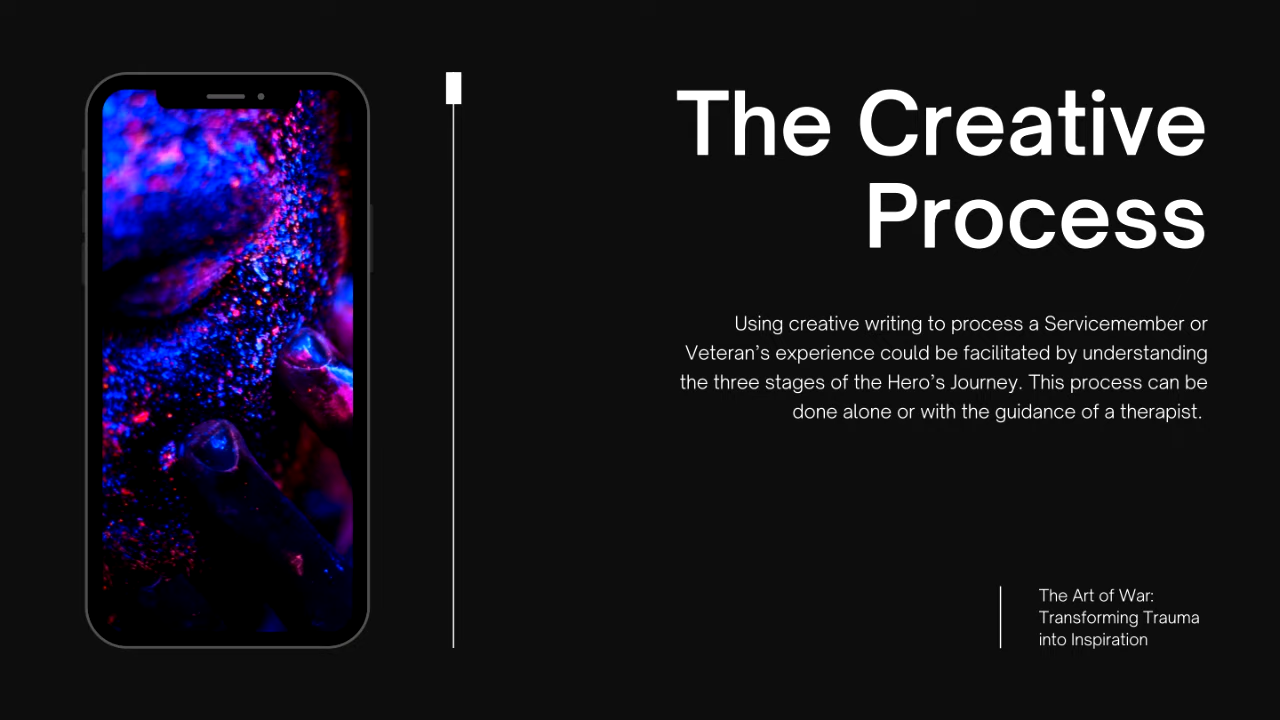 The Creative
Process
Using creative writing to process a Servicemember or
Veteran’s experience could be facilitated by understanding
the three stages of the Hero’s Journey. This process can be
done alone or with the guidance of a therapist.
The Art of War:
Transforming Trauma
into Inspiration